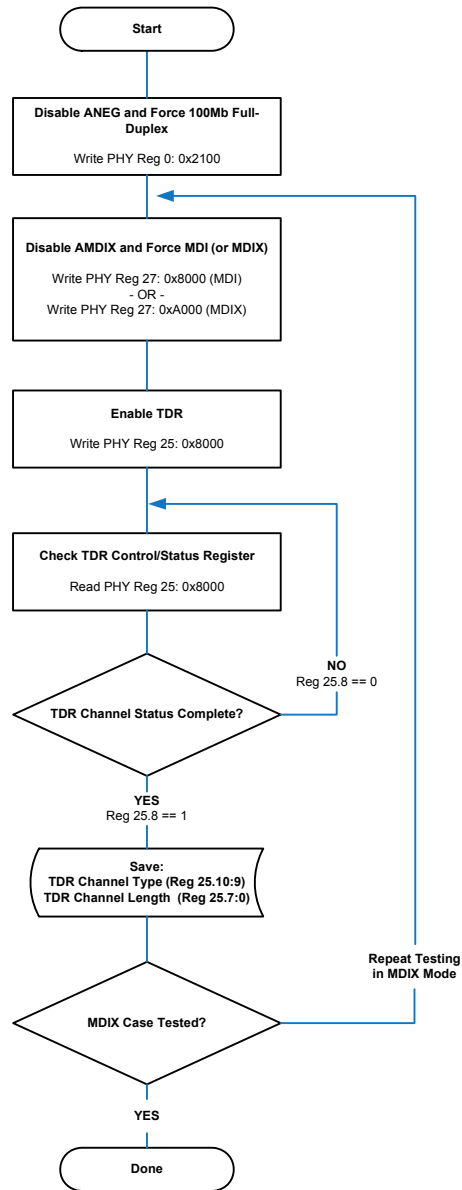 Start
Disable ANEG and Force 100Mb Full-
Duplex
Write PHY Reg 0: 0x2100
Disable AMDIX and Force MDI (or MDIX)
Write PHY Reg 27: 0x8000 (MDI)
- OR -
Write PHY Reg 27: 0xA000 (MDIX)
Enable TDR
Write PHY Reg 25: 0x8000
Check TDR Control/Status Register
Read PHY Reg 25: 0x8000
NO
Reg 25.8 == 0
TDR Channel Status Complete?
YES
Reg 25.8 == 1
Save:
TDR Channel Type (Reg 25.10:9)
TDR Channel Length (Reg 25.7:0)
Repeat Testing
in MDIX Mode
MDIX Case Tested?
YES
Done